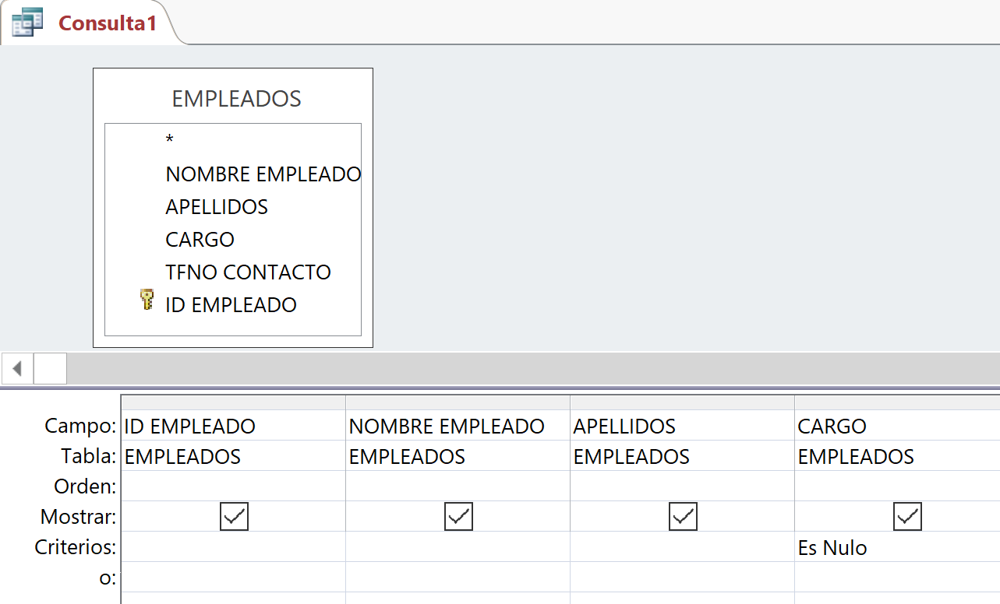 Consulta1
EMPLEADOS
*
NOMBRE EMPLEADO
APELLIDOS
CARGO
TFNO CONTACTO
ID EMPLEADO
Campo: ID EMPLEADO NOMBRE EMPLEADO APELLIDOS CARGO
Tabla: EMPLEADOS EMPLEADOS EMPLEADOS EMPLEADOS
Orden:
Mostrar:
Criterios: Es Nulo
o: